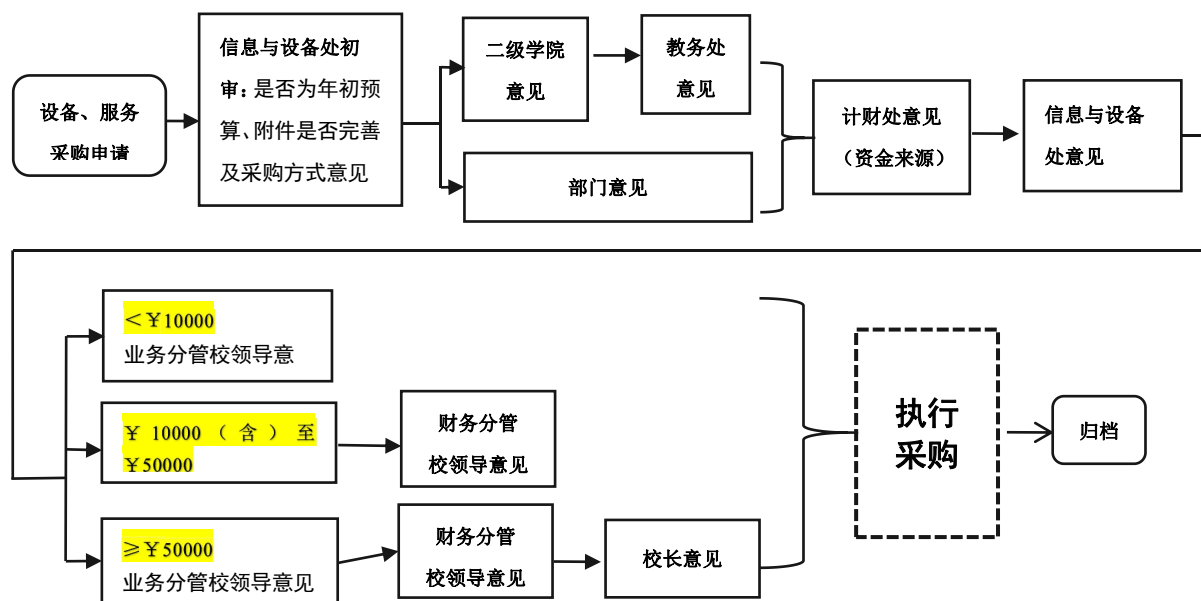 设备、服务
采购申请
信息与设备处初
审：是否为年初预
算、附件是否完善
及采购方式意见
二级学院
意见
教务处
意见
部门意见
计财处意见
（资金来源）
信息与设备
处意见
＜￥10000
业务分管校领导意
￥ 10000 （ 含 ） 至
￥50000
财务分管
校领导意见
≥￥50000
业务分管校领导意见
财务分管
校领导意见
校长意见
执行
采购
归档